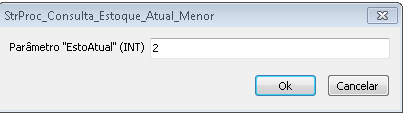 StrProc_Consulta_Estoque_Atual_Menor
Parâmetro "EstoAtual" (INT) 2
Ok Cancelar